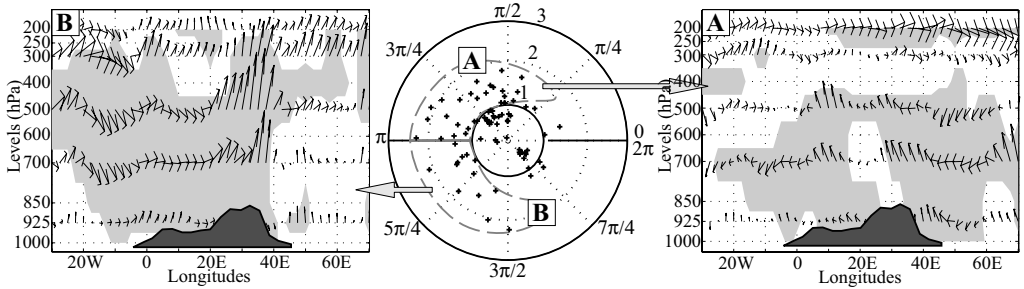 B
200
250
300
400
500
600
700
850
925
1000
Levels (hPa)
20W 0 20E 40E 60E
Longitudes
π/2
3
3π/4
π/4
A
2
1
π
0
2π
B
5π/4
7π/4
3π/2
A
200
250
300
400
500
600
700
850
925
1000
Levels (hPa)
20W 0 20E 40E 60E
Longitudes